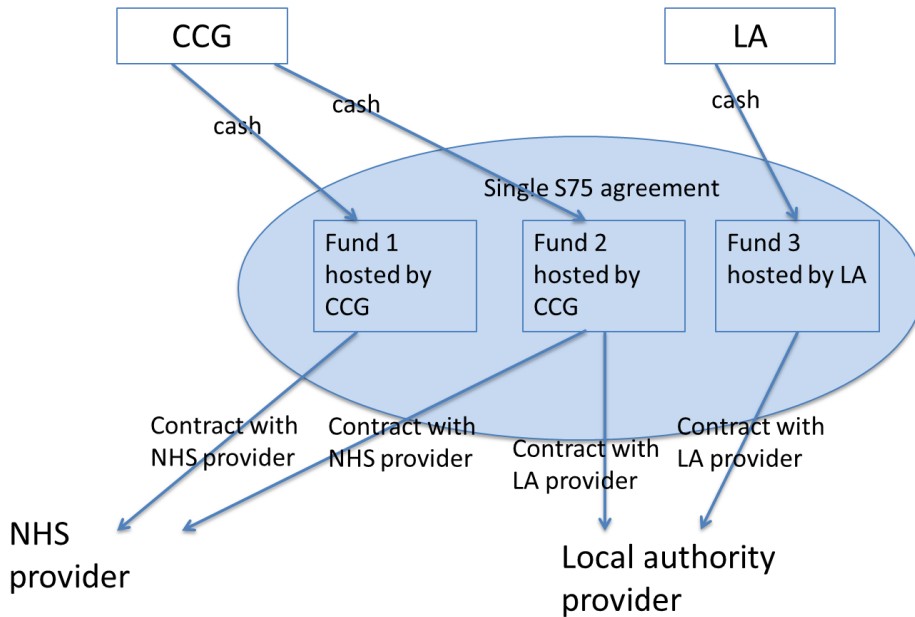 CCG
LA
cash
cash
cash
Single S75 agreement
Fund 1
hosted by
CCG
Fund 2
hosted by
CCG
Fund 3
hosted by LA
Contract with
NHS provider
Contract with
NHS provider
Contract with
LA provider
Contract with
LA provider
NHS
provider
Local authority
provider